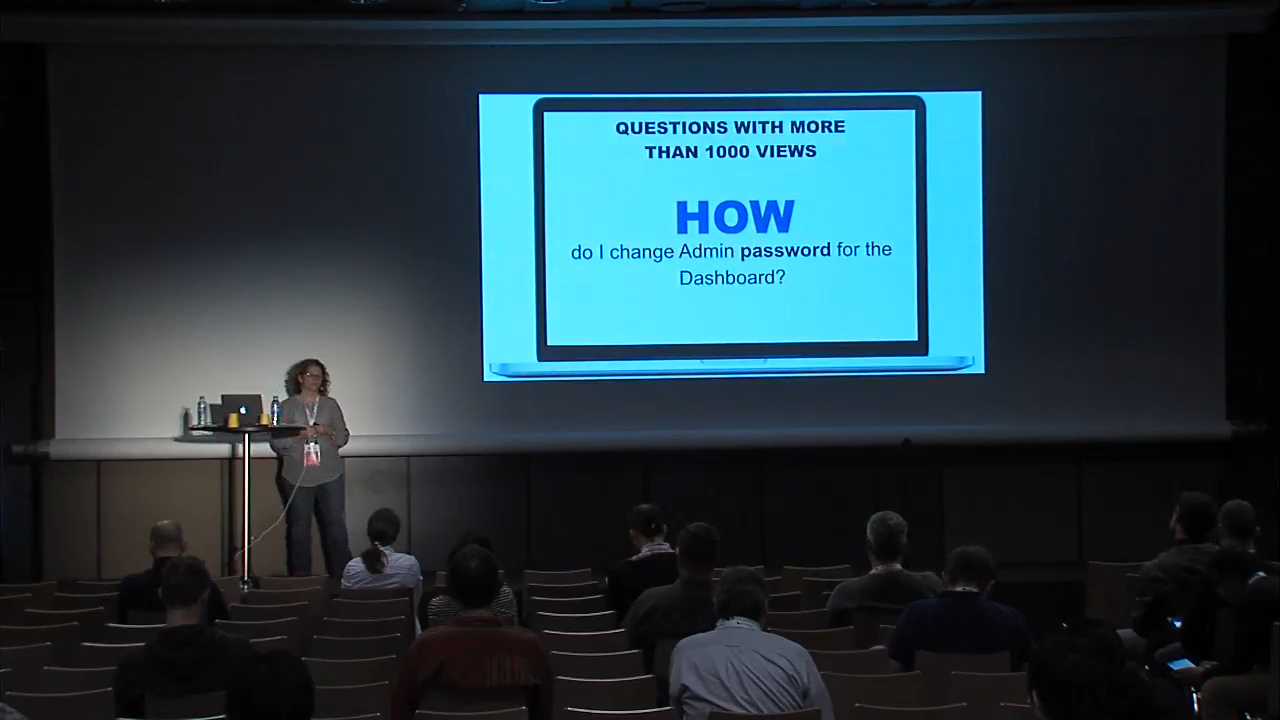 QUESTIONS WITH MORE
THAN 1000 VIEWS
HOW
do I change Admin password for the
Dashboard?